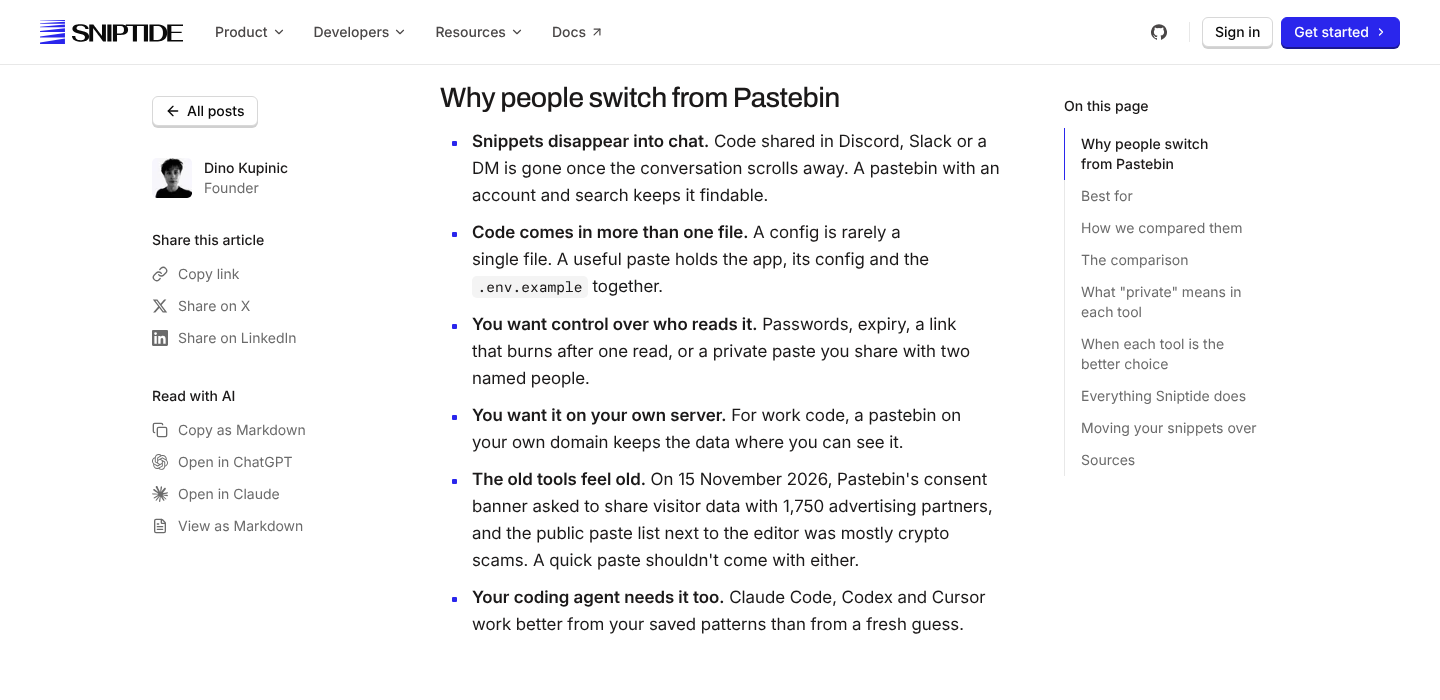 SNIPTIDE
Product
Developers
Resources
Docs
Sign in
Get started
All posts
Dino Kupinic
Founder
Share this article
Copy link
Share on X
Share on LinkedIn
Read with AI
Copy as Markdown
Open in ChatGPT
Open in Claude
View as Markdown
Why people switch from Pastebin
Snippets disappear into chat. Code shared in Discord, Slack or a
DM is gone once the conversation scrolls away. A pastebin with an
account and search keeps it findable.
Code comes in more than one file. A config is rarely a
single file. A useful paste holds the app, its config and the
.env.example together.
You want control over who reads it. Passwords, expiry, a link
that burns after one read, or a private paste you share with two
named people.
You want it on your own server. For work code, a pastebin on
your own domain keeps the data where you can see it.
The old tools feel old. On 15 November 2026, Pastebin's consent
banner asked to share visitor data with 1,750 advertising partners,
and the public paste list next to the editor was mostly crypto
scams. A quick paste shouldn't come with either.
Your coding agent needs it too. Claude Code, Codex and Cursor
work better from your saved patterns than from a fresh guess.
On this page
Why people switch
from Pastebin
Best for
How we compared them
The comparison
What "private" means in
each tool
When each tool is the
better choice
Everything Sniptide does
Moving your snippets over
Sources